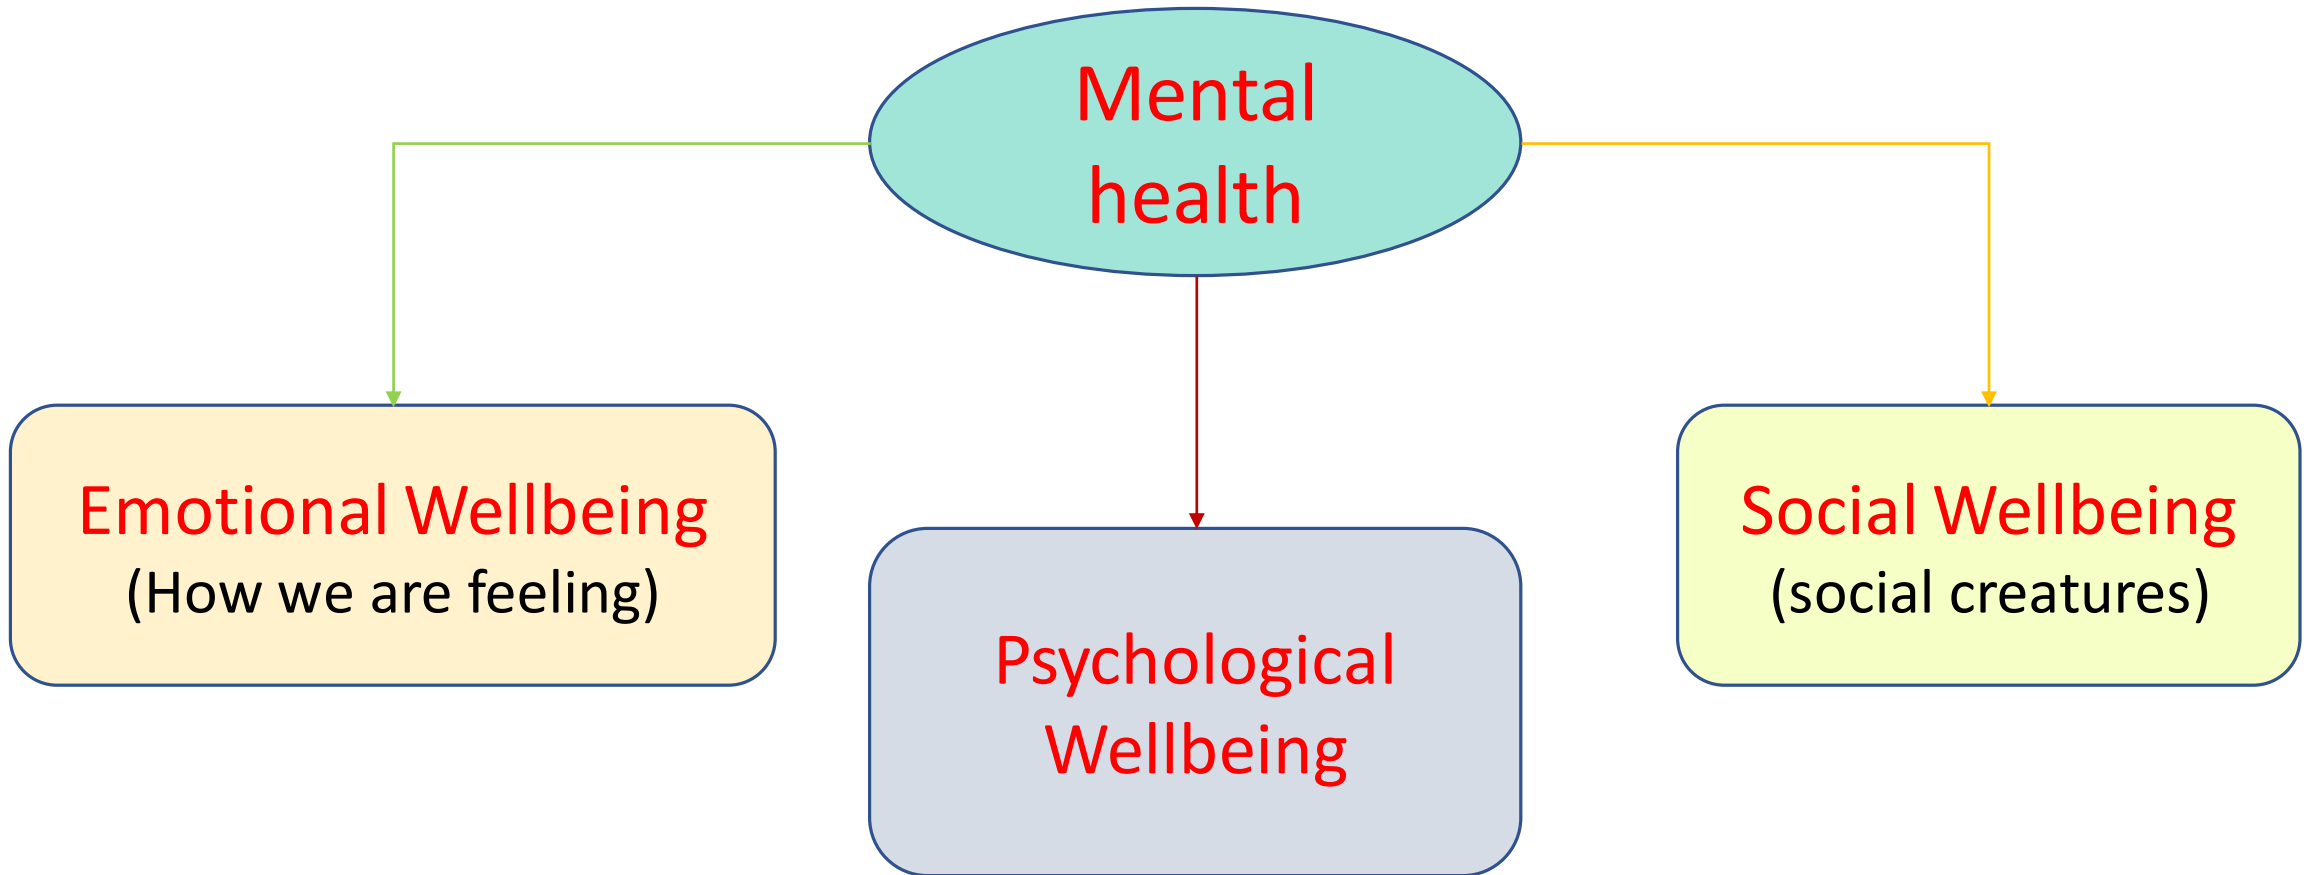 Mental
health
Emotional Wellbeing
(How we are feeling)
Psychological
Wellbeing
Social Wellbeing
(social creatures)